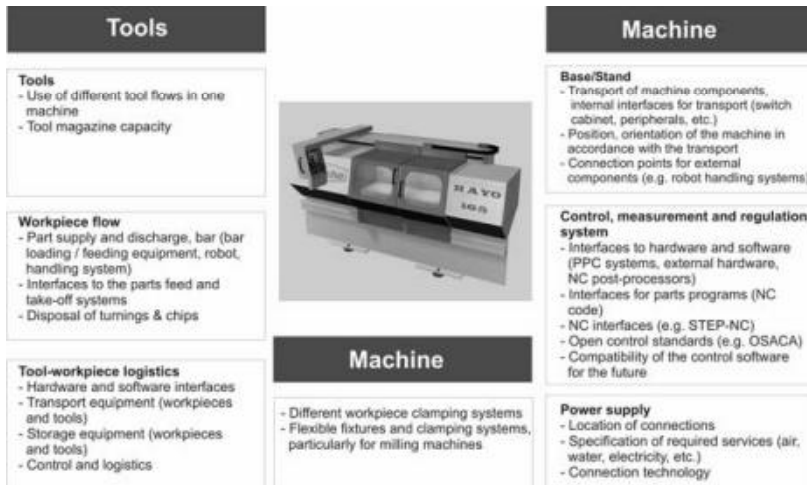 Tools
Tools
- Use of different tool flows in one
machine
- Tool magazine capacity
Workpiece flow
- Part supply and discharge, bar (bar
loading / feeding equipment, robot,
handling system)
- Interfaces to the parts feed and
take-off systems
- Disposal of turnings & chips
Tool-workpiece logistics
- Hardware and software interfaces
- Transport equipment (workpieces
and tools)
- Storage equipment (workpieces
and tools)
- Control and logistics
RAYO
165
Machine
- Different workpiece clamping systems
- Flexible fixtures and clamping systems,
particularly for milling machines
Machine
Base/Stand
- Transport of machine components,
internal interfaces for transport (switch
cabinet, peripherals, etc.)
- Position, orientation of the machine in
accordance with the transport
- Connection points for external
components (e.g. robot handling systems)
Control, measurement and regulation
system
- Interfaces to hardware and software
(PPC systems, external hardware,
NC post-processors)
- Interfaces for parts programs (NC
code)
- NC interfaces (e.g. STEP-NC)
- Open control standards (e.g. OSACA)
- Compatibility of the control software
for the future
Power supply
- Location of connections
- Specification of required services (air,
water, electricity, etc.)
- Connection technology